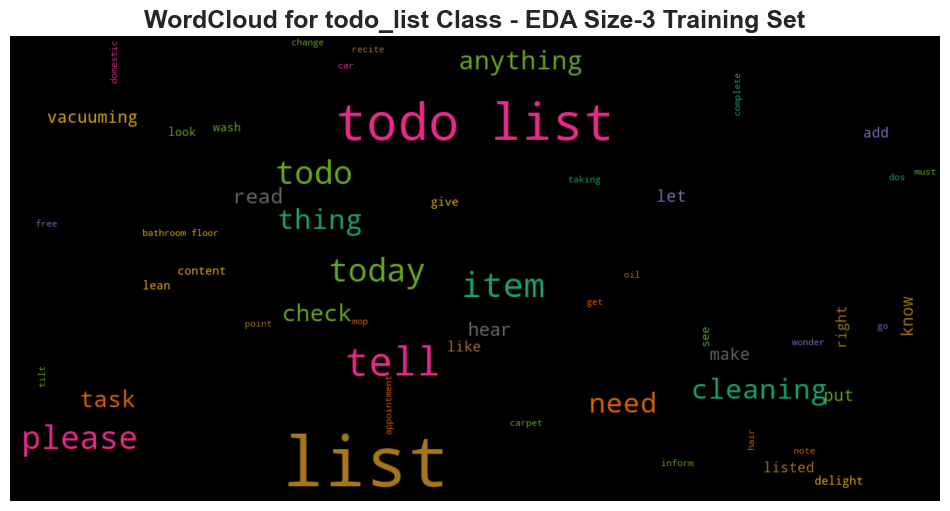 WordCloud for todo_list Class - EDA Size-3 Training Set
change
recite
domestic
car
anything
complete
vacuuming
look
wash
todo list
add
todo
read
taking
dos
must
give
let
free
thing
bathroom floor
content
lean
today
item
oil
get
check
point
mop
hear
like
see
make
wonder
right
go
know
tilt
tell
task
appointment
need
cleaning
put
please
carpet
hair
note
list
inform
listed
delight